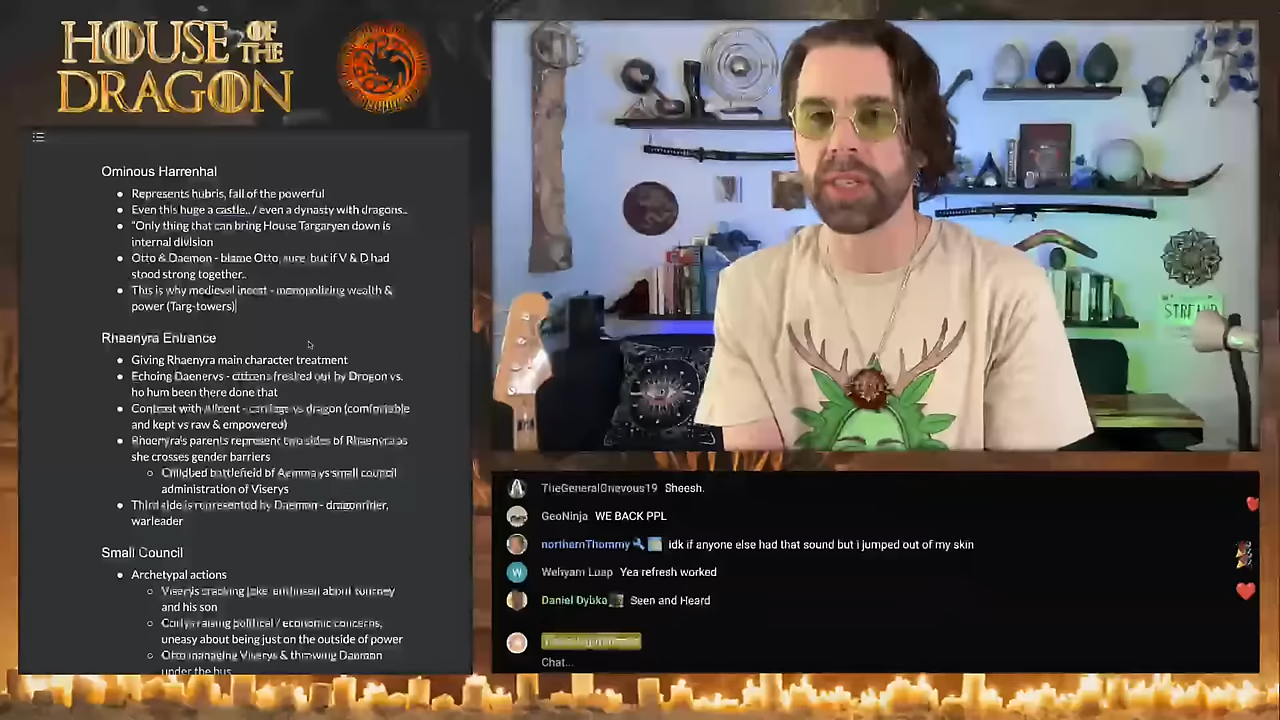 HOUSE OF THE
DRAGON
Ominous Harrenhal
Represents hubris, fall of the powerful
Even this huge a castle.. / even a dynasty with dragons..
"Only thing that can bring House Targaryen down is
internal division
Otto & Daemon - blame Otto, sure, but if V & D had
stood strong together..
This is why medieval incest - monopolizing wealth &
power (Targ-towers)
Rhaenyra Entrance
Giving Rhaenyra main character treatment
Echoing Daenerys - citizens freaked out by Drogon vs.
ho hum been there done that
Contrast with Alicent - carriage vs dragon (comfortable
and kept vs raw & empowered)
Rhaenyra's parents represent two sides of Rhaenyra as
she crosses gender barriers
Childbed battlefield of Aemma vs small council
administration of Viserys
Third side is represented by Daemon - dragonrider,
warleader
Small Council
Archetypal actions
Viserys cracking about tourney
and his son
Corlys raising political / economic concerns,
uneasy about being just on the outside of power
Otto managing Viserys & throwing Daemon
under the bus
TheGeneralGrevous19 Sheesh.
GeoNinja WE BACK PPL
northernThommy idk if anyone else had that sound but i jumped out of my skin
W Wehyam Luap Yea refresh worked
Daniel Dybka Seen and Heard
Chat...